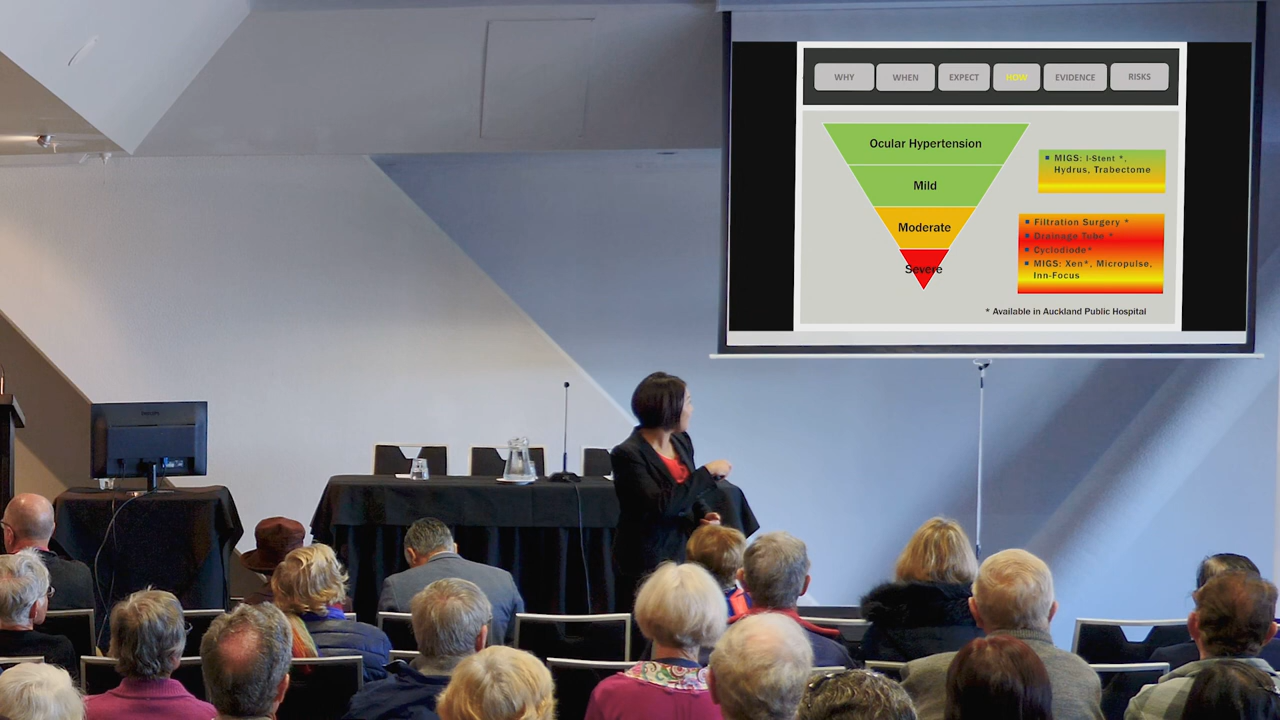 WHY WHEN EXPECT HOW EVIDENCE RISKS
Ocular Hypertension
Mild
Moderate
Severe
▪ MIGS: I-Stent *,
Hydrus, Trabectome
▪ Filtration Surgery *
▪ Drainage Tube *
▪ Cyclodiode*
▪ MIGS: Xen*, Micropulse,
Inn-Focus
* Available in Auckland Public Hospital
PHILIPS